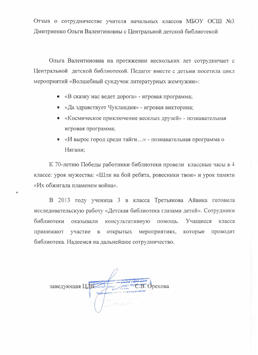 Отзыв о сотрудничестве учителя начальных классов МБОУ ОСШ №3
Дмитриенко Ольги Валентиновны с Центральной детской библиотекой
Ольга Валентиновна на протяжении нескольких лет сотрудничает с
Центральной детской библиотекой. Педагог вместе с детьми посетила цикл
мероприятий «Волшебный сундучок литературных жемчужин»:
• «В сказку нас ведет дорога» - игровая программа;
• «Да здравствует Чукландия» - игровая викторина;
• «Космическое приключение веселых друзей» - познавательная
игровая программа;
• «И вырос город среди тайги...» - познавательная программа о
Нягани;
К 70-летию Победы работники библиотеки провели классные часы в 4
классе: урок мужества: «Шли на бой ребята, ровесники твои» и урок памяти
«Их обжигала пламенем война».
В 2013 году ученица 3 в класса Третьякова Айвика готовила
исследовательскую работу «Детская библиотека глазами детей». Сотрудники
библиотеки оказывали консультативную помощь. Учащиеся класса
принимают участие в открытых мероприятиях, которые проводит
библиотека. Надеемся на дальнейшее сотрудничество.
заведующая ЦДБ С.В. Орехова